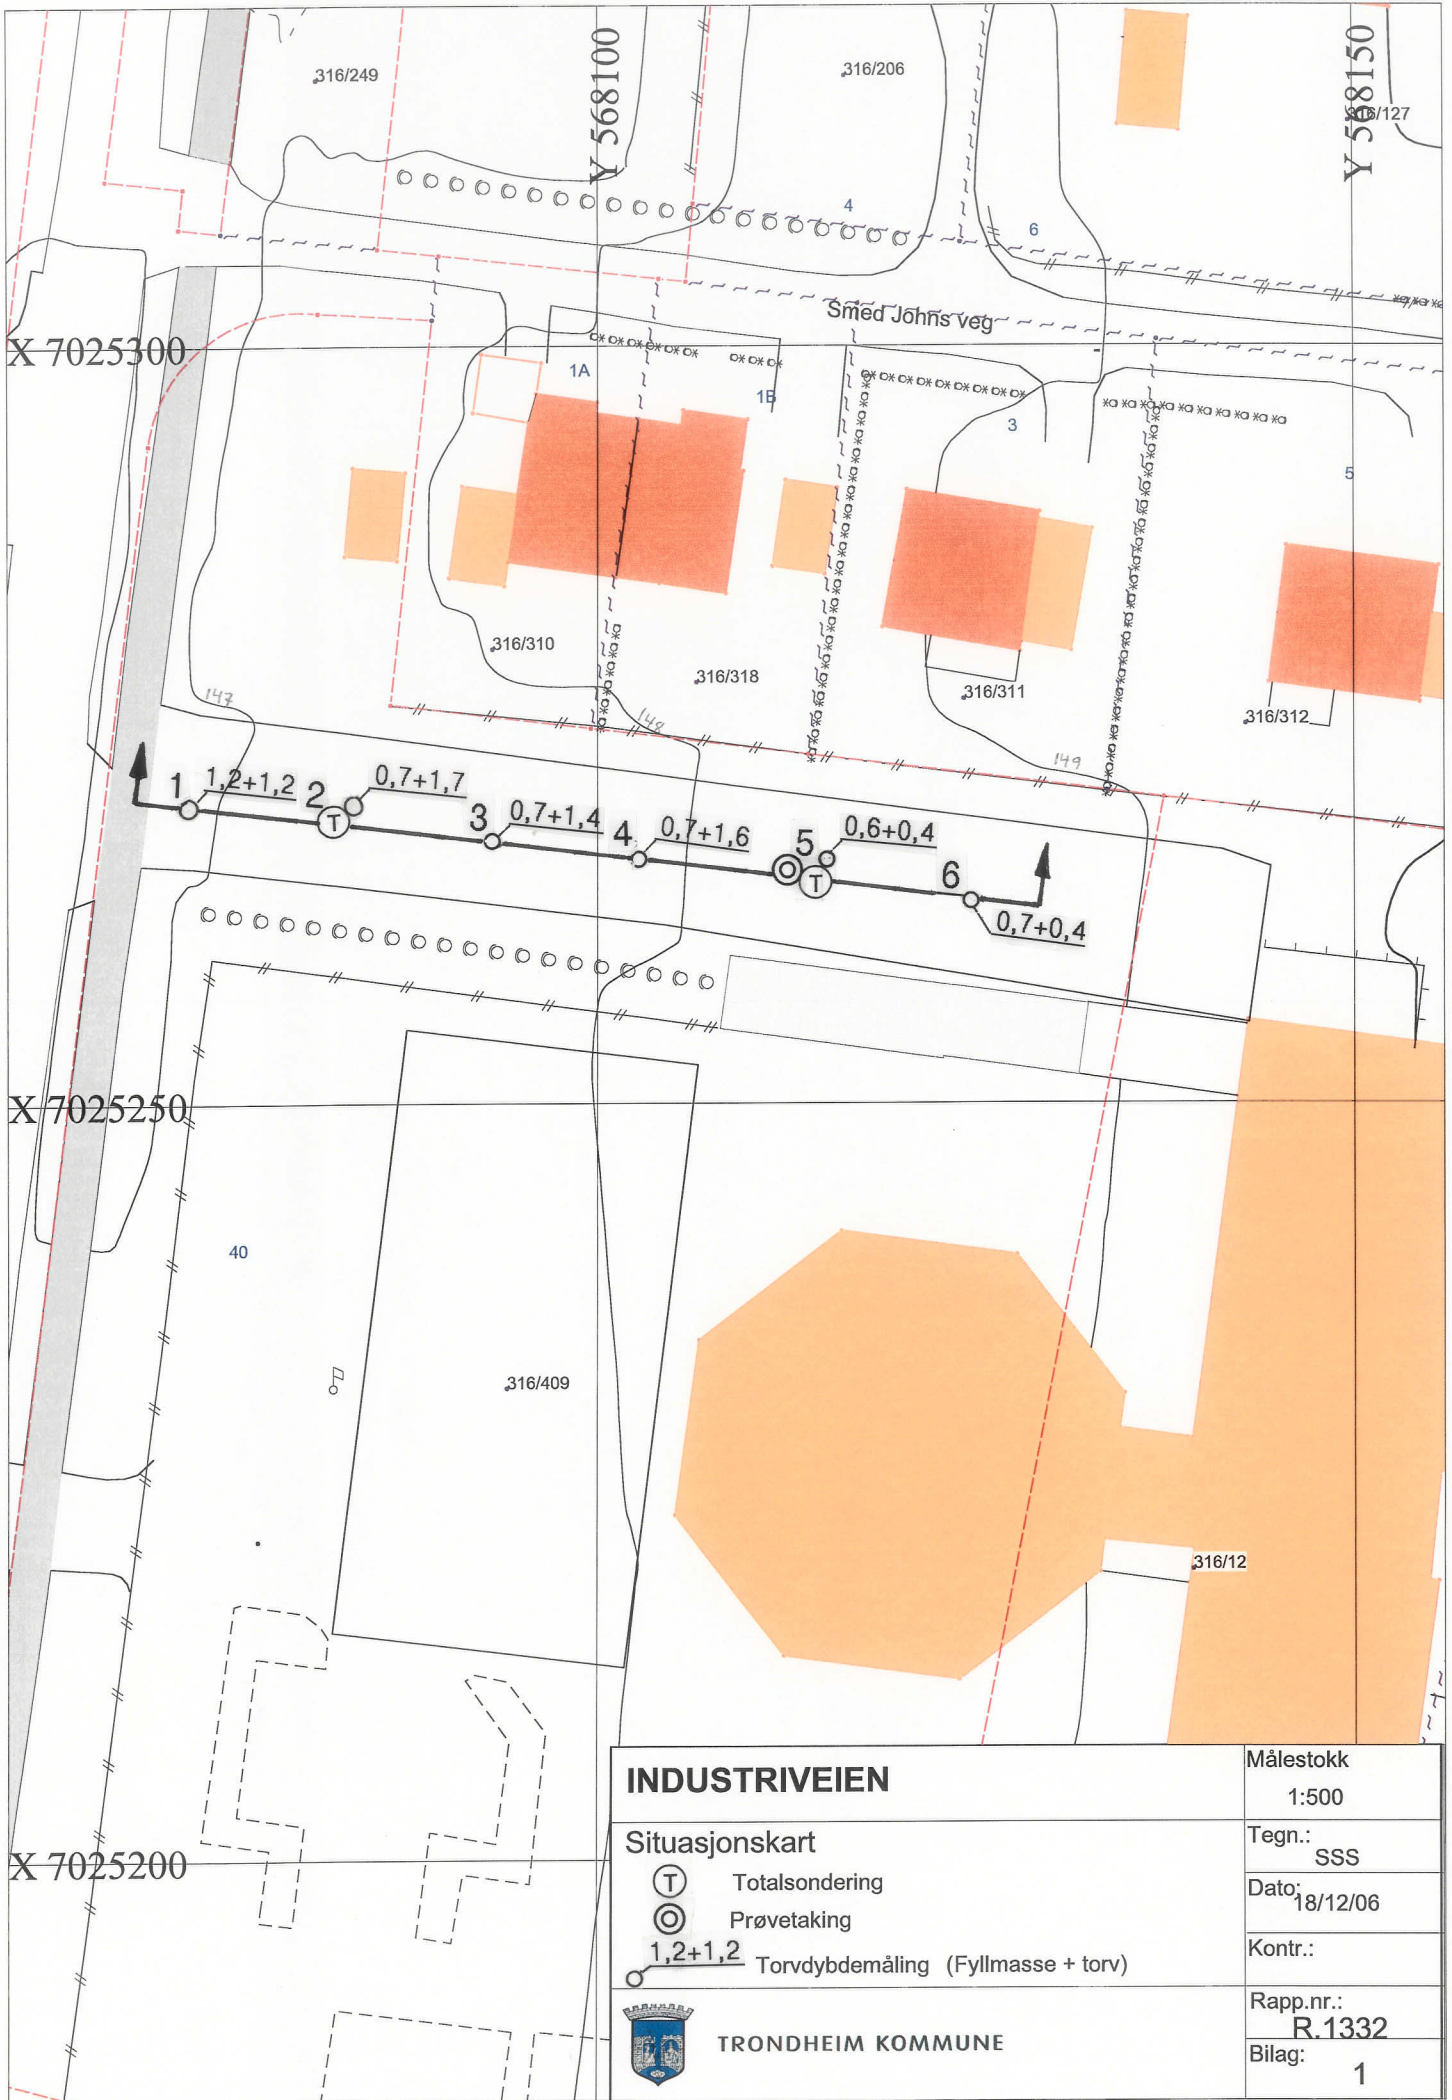 316/249
Y 568100
316/206
Y 568150
316/127
4
6
Smed Johns veg
X 7025300
1A
1B
3
5
316/310
316/318
316/311
316/312
147
148
149
1
1,2+1,2
2
0,7+1,7
T
3
0,7+1,4
4
0,7+1,6
5
0,6+0,4
T
6
0,7+0,4
X 7025250
40
316/409
316/12
X 7025200
INDUSTRIVEIEN
Målestokk
1:500
Situasjonskart
T Totalsondering
Prøvetaking
1,2+1,2 Torvdybdemåling (Fyllmasse + torv)
Tegn.:
SSS
Dato:
18/12/06
Kontr.:
TRONDHEIM KOMMUNE
Rapp.nr.:
R.1332
Bilag:
1